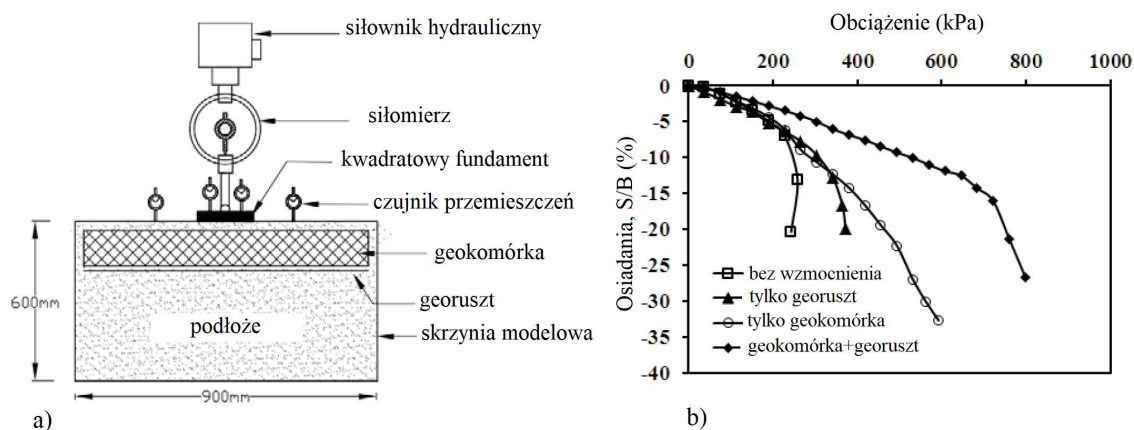 siłownik hydrauliczny
siłomierz
kwadratowy fundament
czujnik przemieszczeń
geokomórka
georuszt
skrzynia modelowa
podłoże
600mm
900mm
a)
Obciążenie (kPa)
0 200 400 600 800 1000
Osiadania, S/B (%)
0
-5
-10
-15
-20
-25
-30
-35
-40
bez wzmocnienia
tylko georuszt
tylko geokomórka
geokomórka+georuszt
b)